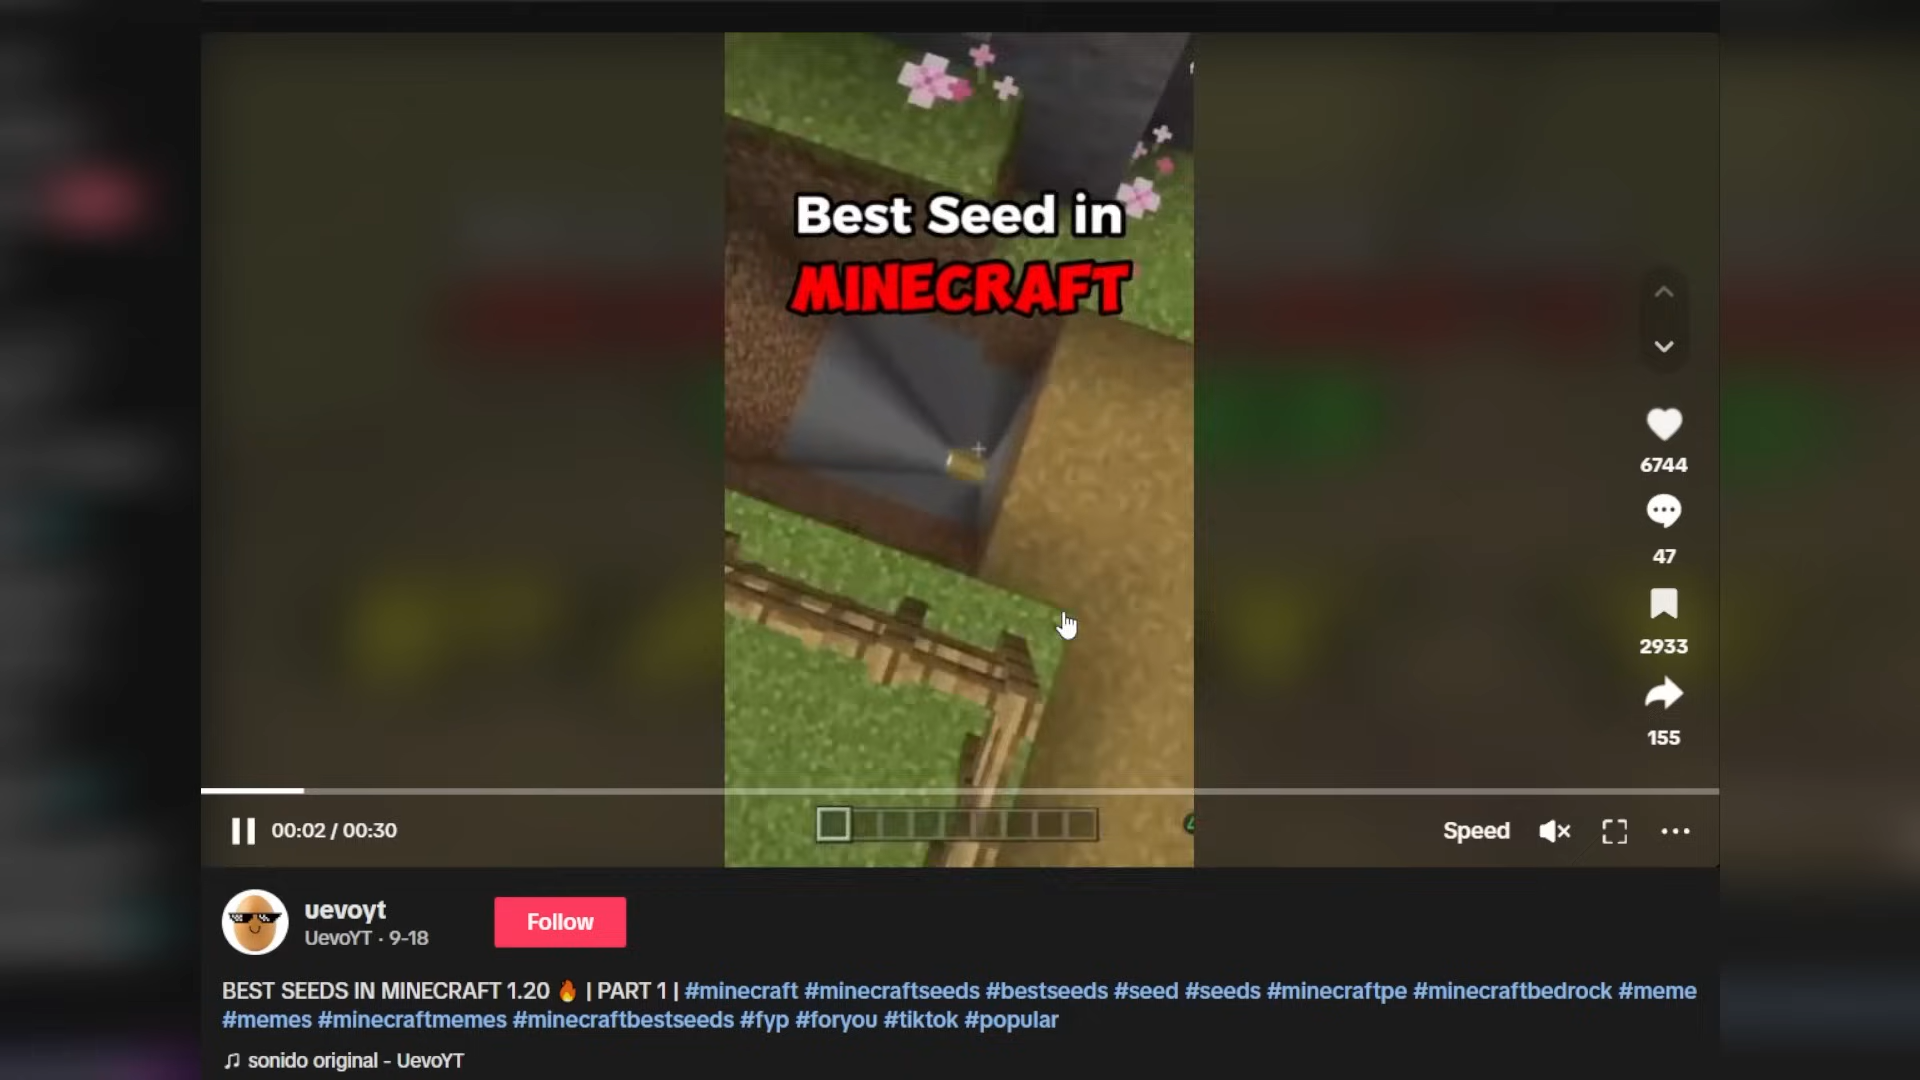 Best Seed in
MINECRAFT
6744
47
2933
155
00:02 / 00:30
Speed
uevoyt
UevoYT · 9-18
Follow
BEST SEEDS IN MINECRAFT 1.20 🔥 | PART 1 | #minecraft #minecraftseeds #bestseeds #seed #seeds #minecraftpe #minecraftbedrock #meme
#memes #minecraftmemes #minecraftbestseeds #fyp #foryou #tiktok #popular
sonido original - UevoYT